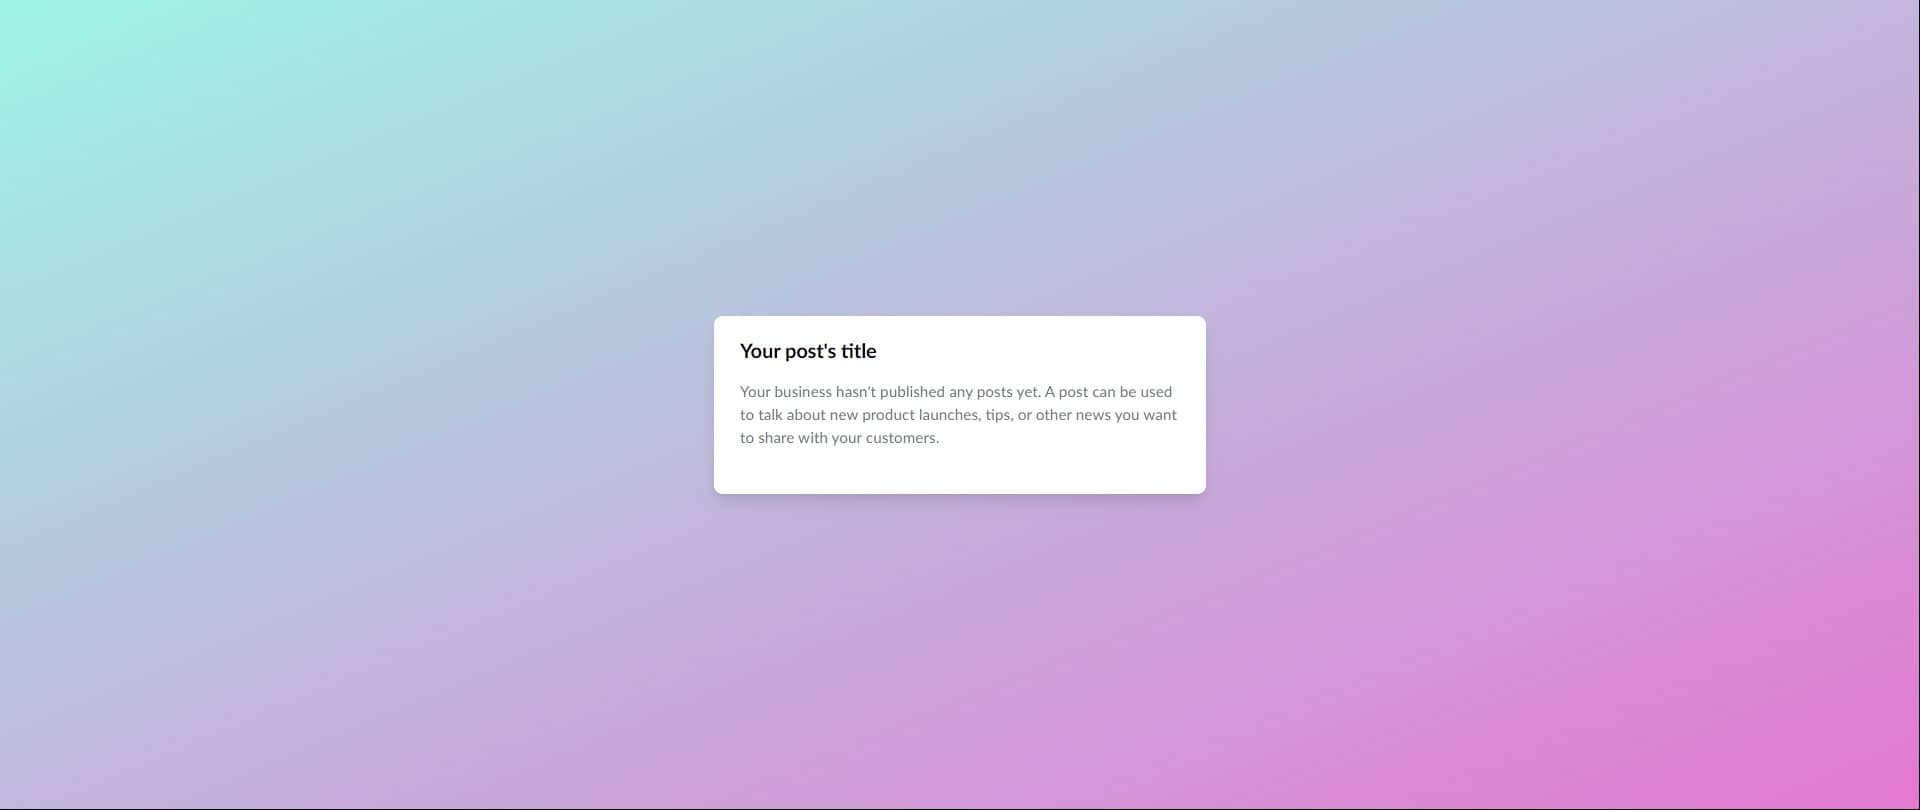 Your post's title
Your business hasn't published any posts yet. A post can be used
to talk about new product launches, tips, or other news you want
to share with your customers.